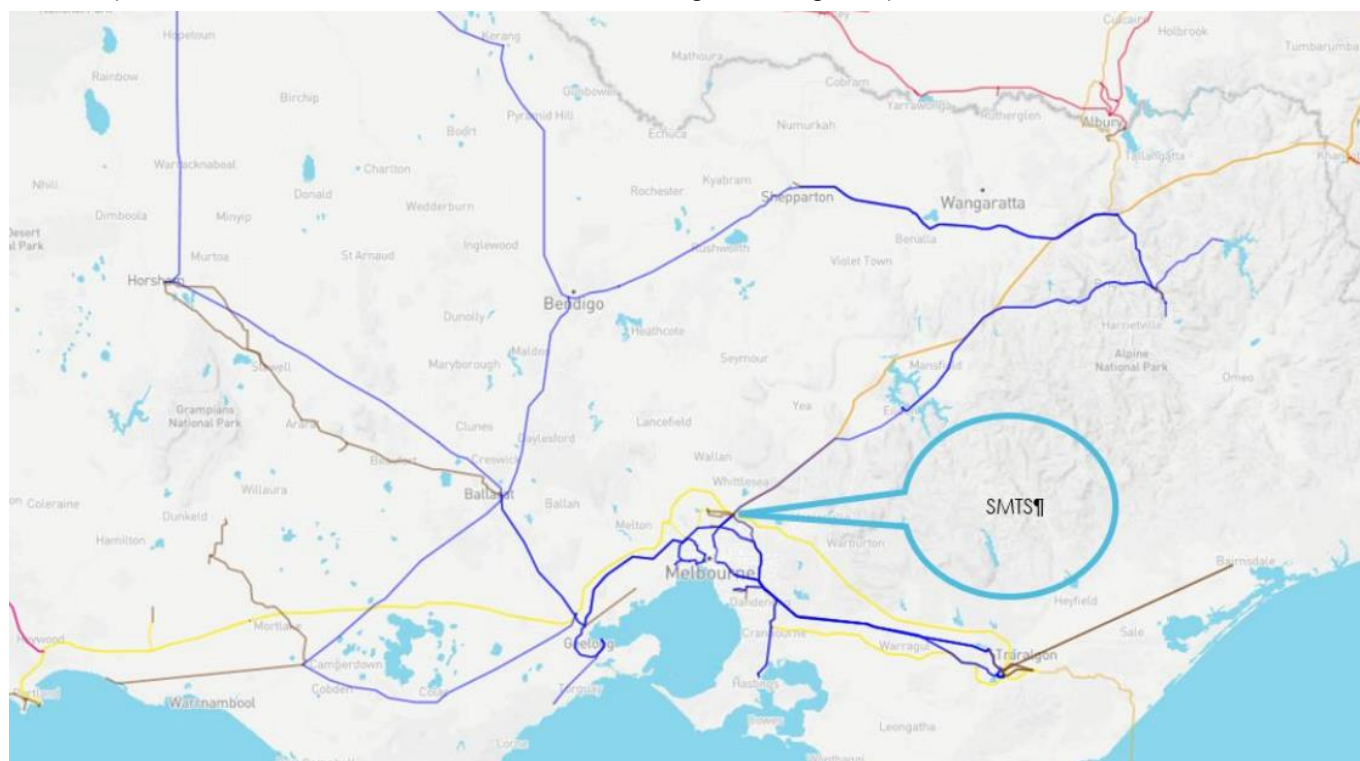 Hopetoun
Kerang
Culcairn
Holbrook
Tumbarumba
Mathoura
Rainbow
Birchip
Cobram
Yarrawonga
Rutherglen
Pyramid Hill
Boort
Echuca
Numurkah
Albury
Tallangatta
Warracknabeal
Charlton
Nhill
Donald
Rochester
Kyabram
Shepparton
Wangaratta
Dimboola
Minyip
Wedderburn
Desert
al Park
Inglewood
Rushworth
Benalla
Murtoa
St Arnaud
Violet Town
Horsham
Bendigo
Dunolly
Heathcote
Harrietville
Maldon
Seymour
Alpine
National Park
Stawell
Maryborough
Mansfield
Omeo
Grampians
National Park
Yea
Ararat
Clunes
Daylesford
Lancefield
Beaufort
Creswick
Wallan
Willaura
Ballarat
Whittlesea
Coleraine
Ballan
SMTS¶
Dunkeld
Melton
Hamilton
Warburton
Melbourne
Bairnsdale
Dandenong
Heyfield
Mortlake
Cranbourne
Sale
Heywood
Geelong
Warragul
Traralgon
Camperdown
Portland
Cobden
Colac
Torquay
Hastings
Warrnambool
Cowes
Leongatha
Lorne